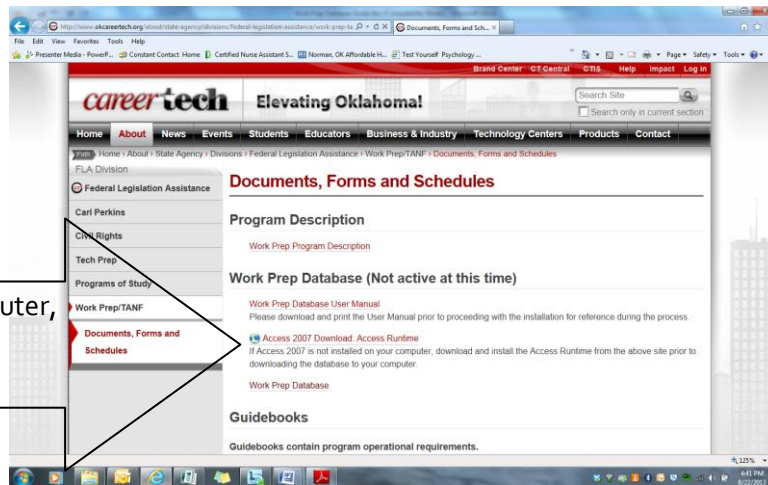 http://www.okcareertech.org/about/state-agency/divisions/federal-legislation-assistance/work-prep-ta
Documents, Forms and Sch...
File Edit View Favorites Tools Help
Presenter Media - PowerP... Constant Contact Home Certified Nurse Assistant S... Norman, OK Affordable H... Test Yourself Psychology ...
Page Safety Tools
Brand Center CT Central CTIS Help Impact Log In
careertech Elevating Oklahoma!
Search Site
Search only in current section
Home About News Events Students Educators Business & Industry Technology Centers Products Contact
Path Home › About › State Agency › Divisions › Federal Legislation Assistance › Work Prep/TANF › Documents, Forms and Schedules
FLA Division
Federal Legislation Assistance
Carl Perkins
Civil Rights
Tech Prep
Programs of Study
Work Prep/TANF
Documents, Forms and
Schedules
Documents, Forms and Schedules
Program Description
Work Prep Program Description
Work Prep Database (Not active at this time)
Work Prep Database User Manual
Please download and print the User Manual prior to proceeding with the installation for reference during the process.
Access 2007 Download: Access Runtime
If Access 2007 is not installed on your computer, download and install the Access Runtime from the above site prior to
downloading the database to your computer.
Work Prep Database
Guidebooks
Guidebooks contain program operational requirements.
uter,
125%
4:41 PM
8/22/2013